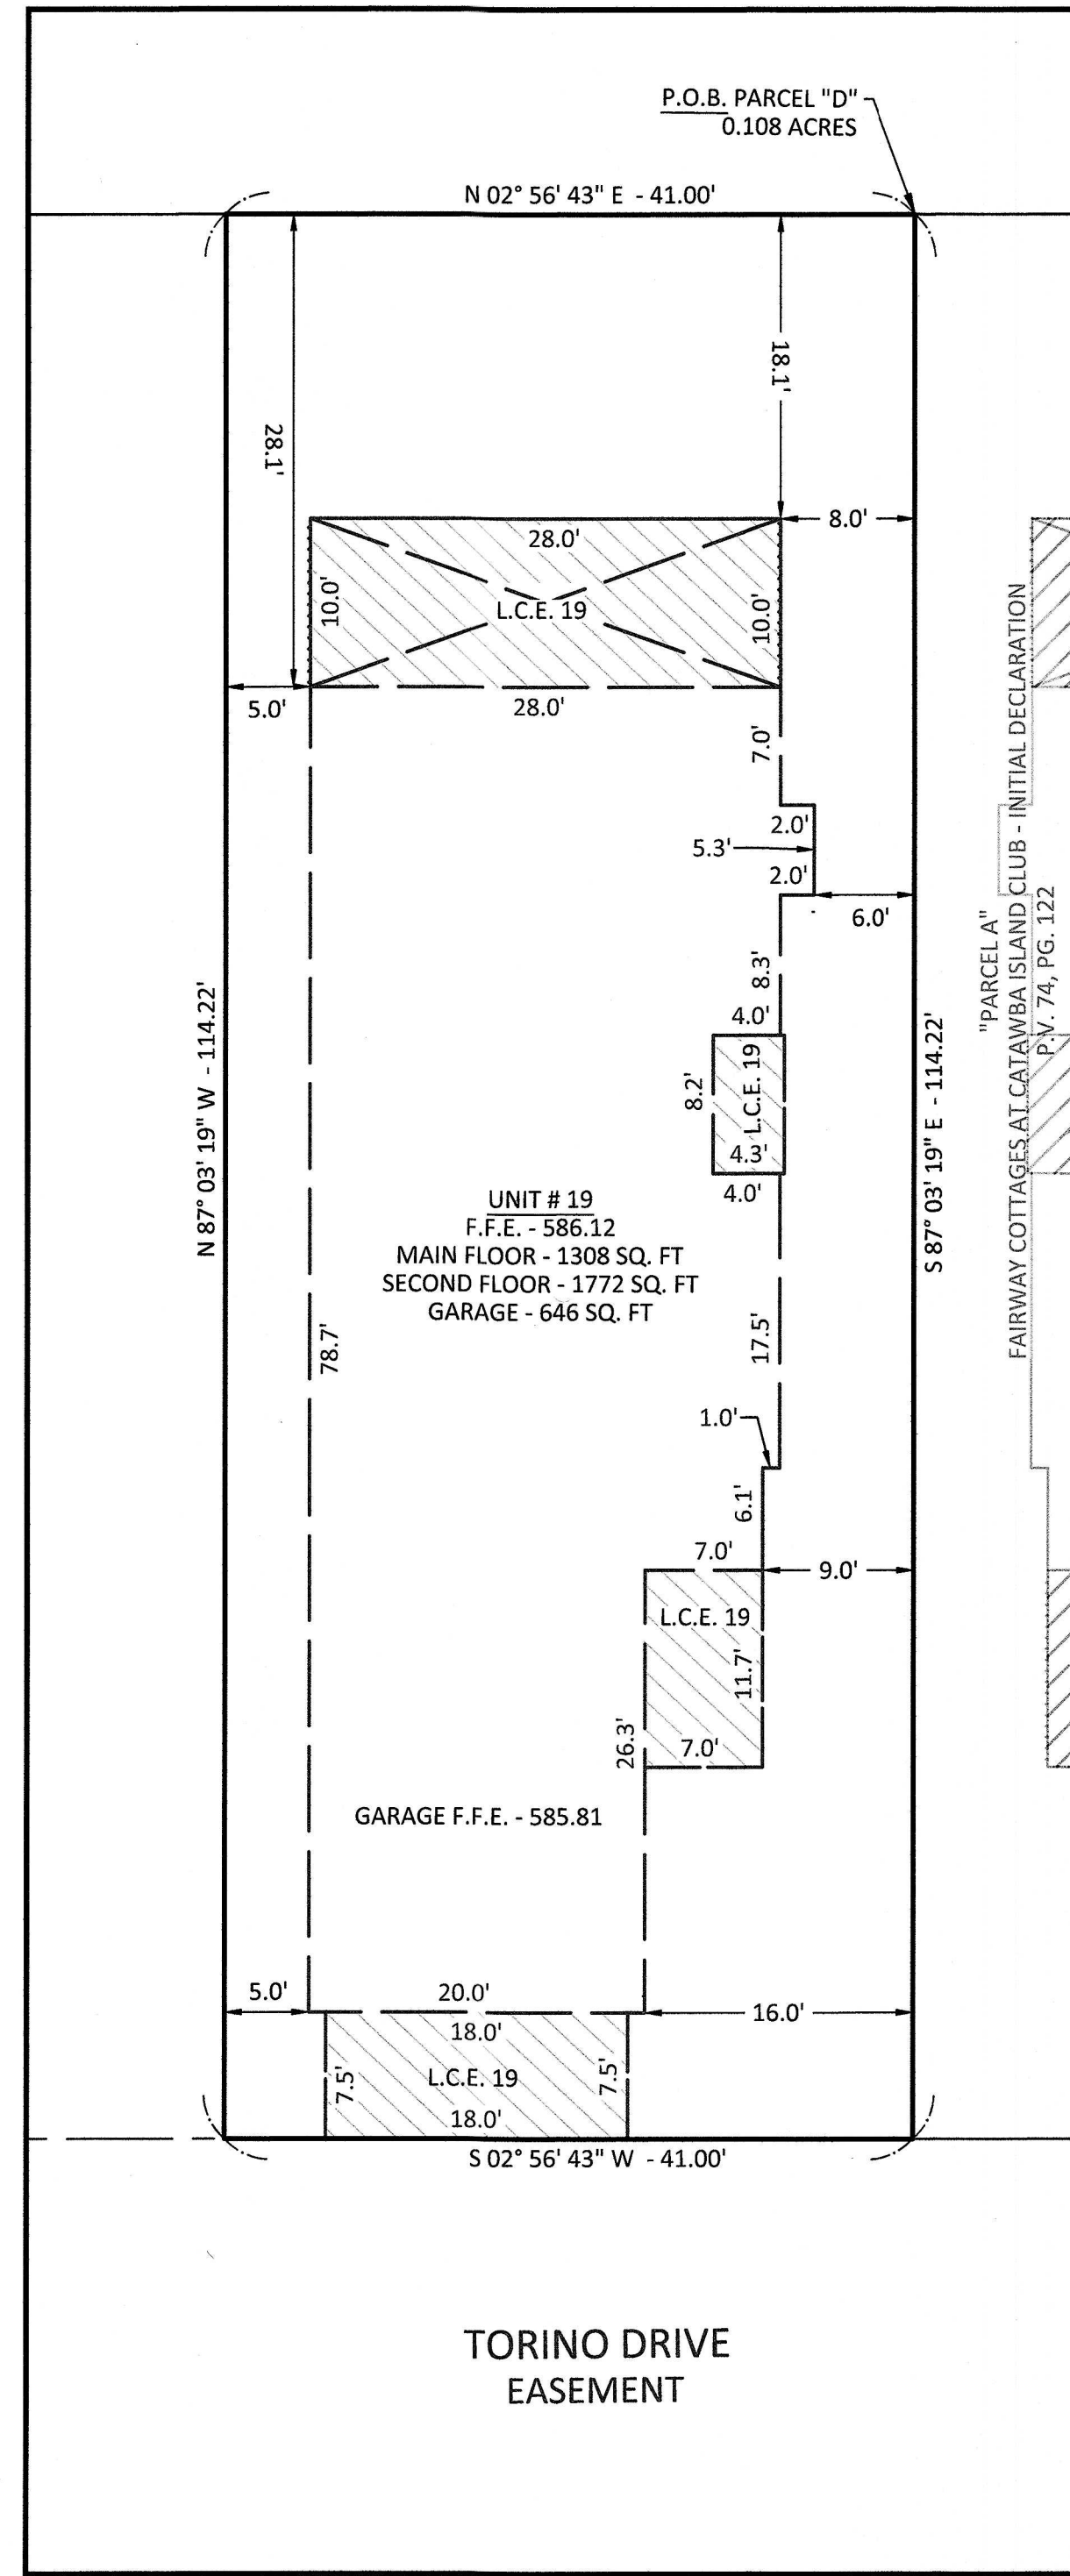 P.O.B. PARCEL "D"
0.108 ACRES
N 02° 56' 43" E - 41.00'
18.1'
28.1'
8.0'
28.0'
10.0'
L.C.E. 19
10.0'
5.0'
28.0'
7.0'
2.0'
5.3'
2.0'
6.0'
8.3'
4.0'
8.2'
L.C.E. 19
4.3'
4.0'
N 87° 03' 19" W - 114.22'
S 87° 03' 19" E - 114.22'
"PARCEL A"
FAIRWAY COTTAGES AT CATAWBA ISLAND CLUB - INITIAL DECLARATION
P.V. 74, PG. 122
UNIT # 19
F.F.E. - 586.12
MAIN FLOOR - 1308 SQ. FT
SECOND FLOOR - 1772 SQ. FT
GARAGE - 646 SQ. FT
78.7'
17.5'
1.0'
6.1'
7.0'
9.0'
L.C.E. 19
11.7'
26.3'
7.0'
GARAGE F.F.E. - 585.81
5.0'
20.0'
16.0'
18.0'
7.5'
L.C.E. 19
7.5'
18.0'
S 02° 56' 43" W - 41.00'
TORINO DRIVE
EASEMENT